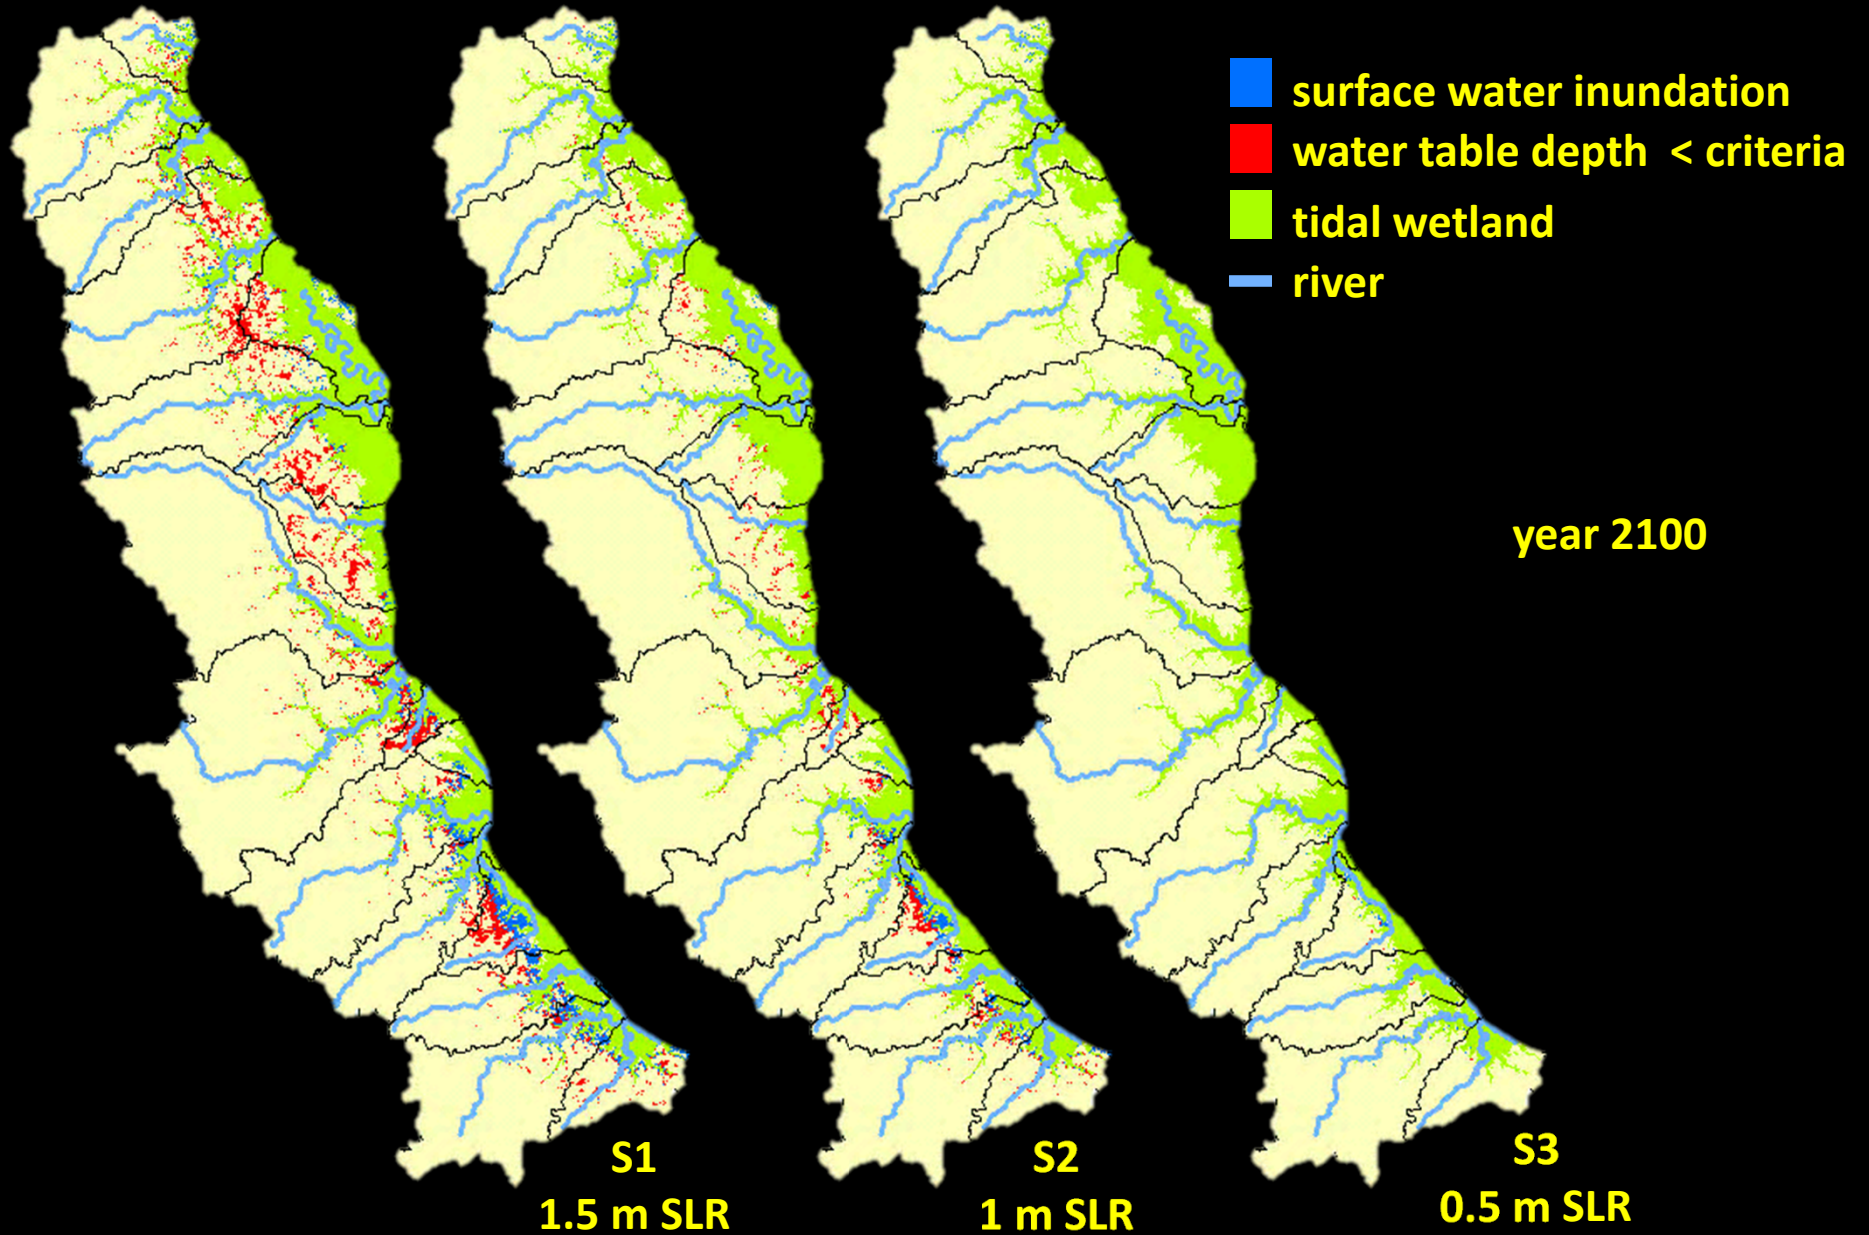 surface water inundation
water table depth < criteria
tidal wetland
river
year 2100
S1
1.5 m SLR
S2
1 m SLR
S3
0.5 m SLR